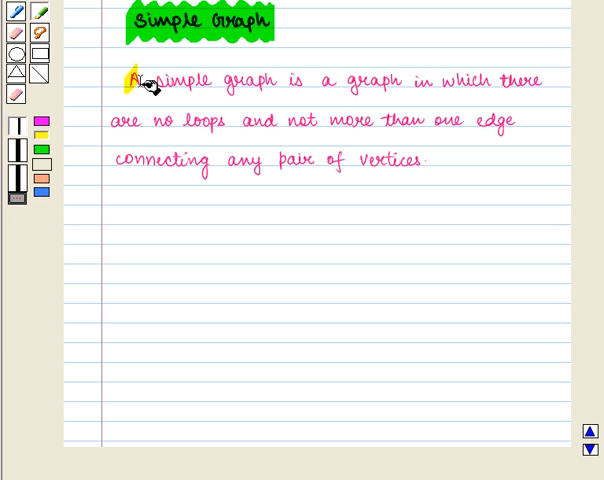 Simple Graph
A simple graph is a graph in which there
are no loops and not more than one edge
connecting any pair of vertices.